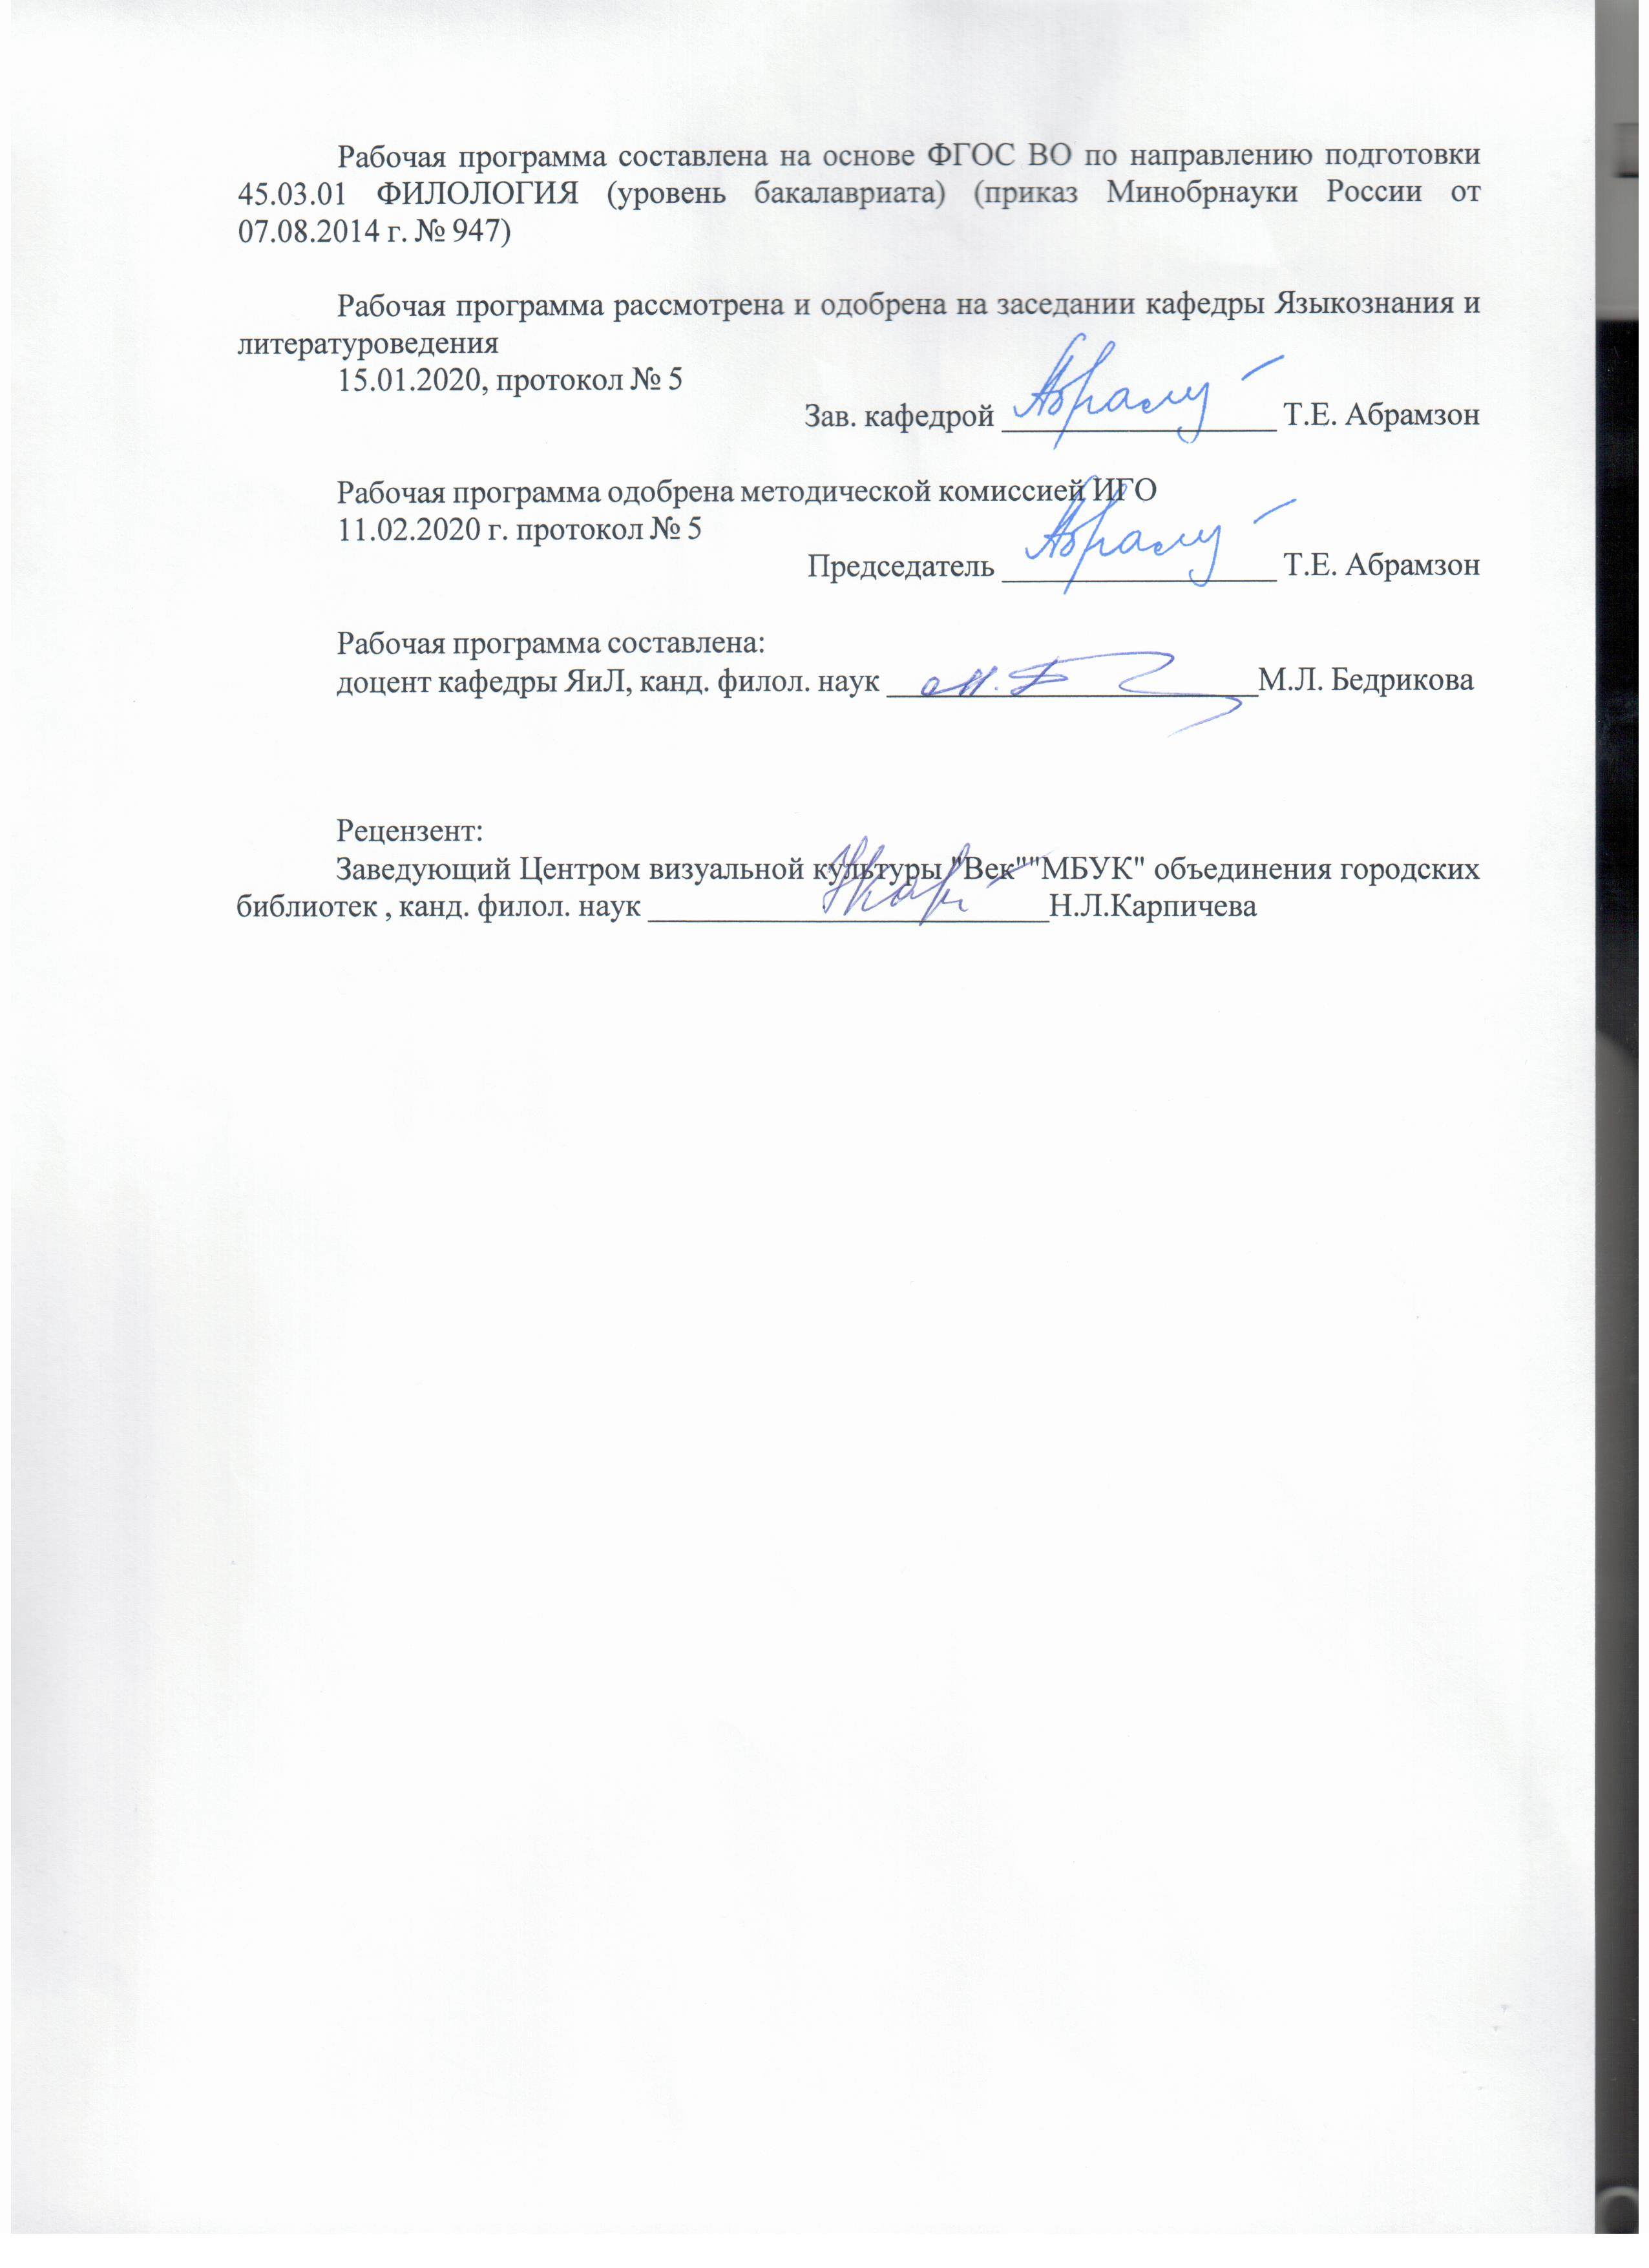 Рабочая программа составлена на основе ФГОС ВО по направлению подготовки
45.03.01 ФИЛОЛОГИЯ (уровень бакалавриата) (приказ Минобрнауки России от
07.08.2014 г. № 947)
Рабочая программа рассмотрена и одобрена на заседании кафедры Языкознания и
литературоведения
15.01.2020, протокол № 5
Зав. кафедрой ____________________ Т.Е. Абрамзон
Рабочая программа одобрена методической комиссией ИГО
11.02.2020 г. протокол № 5
Председатель ____________________ Т.Е. Абрамзон
Рабочая программа составлена:
доцент кафедры ЯиЛ, канд. филол. наук ___________________________М.Л. Бедрикова
Рецензент:
Заведующий Центром визуальной культуры "Век""МБУК" объединения городских
библиотек , канд. филол. наук _____________________________Н.Л.Карпичева